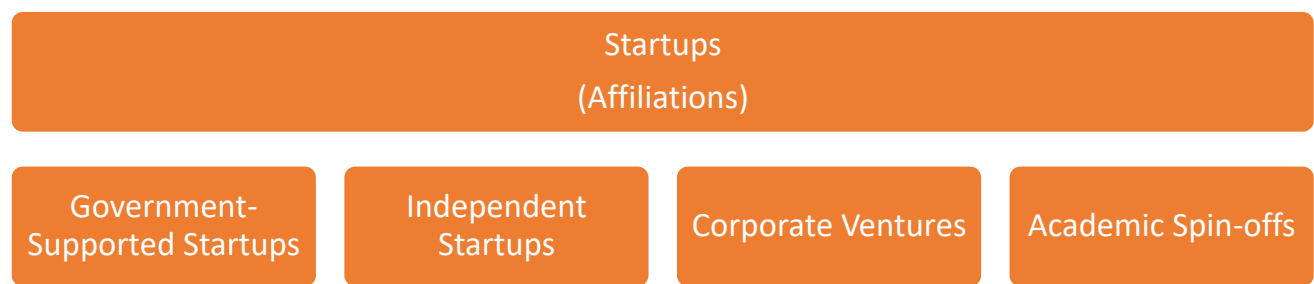 Startups
(Affiliations)
Government-
Supported Startups
Independent
Startups
Corporate Ventures
Academic Spin-offs